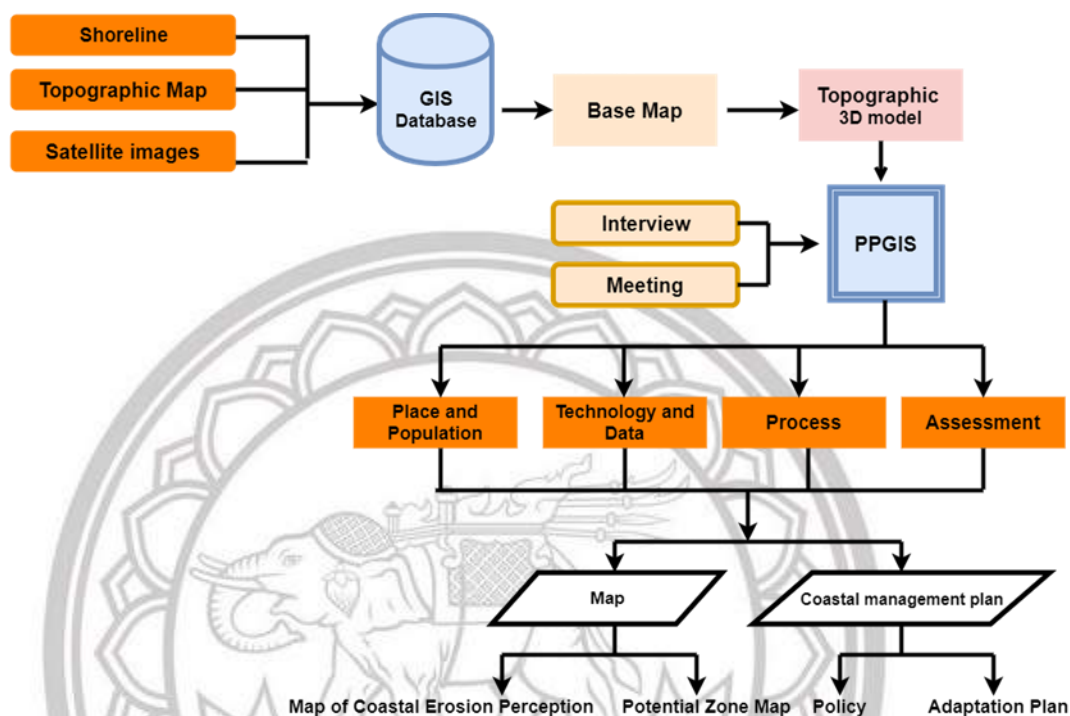 Shoreline
Topographic Map
Satellite images
GIS
Database
Base Map
Topographic
3D model
Interview
Meeting
PPGIS
Place and
Population
Technology and
Data
Process
Assessment
Map
Coastal management plan
Map of Coastal Erosion Perception
Potential Zone Map
Policy
Adaptation Plan